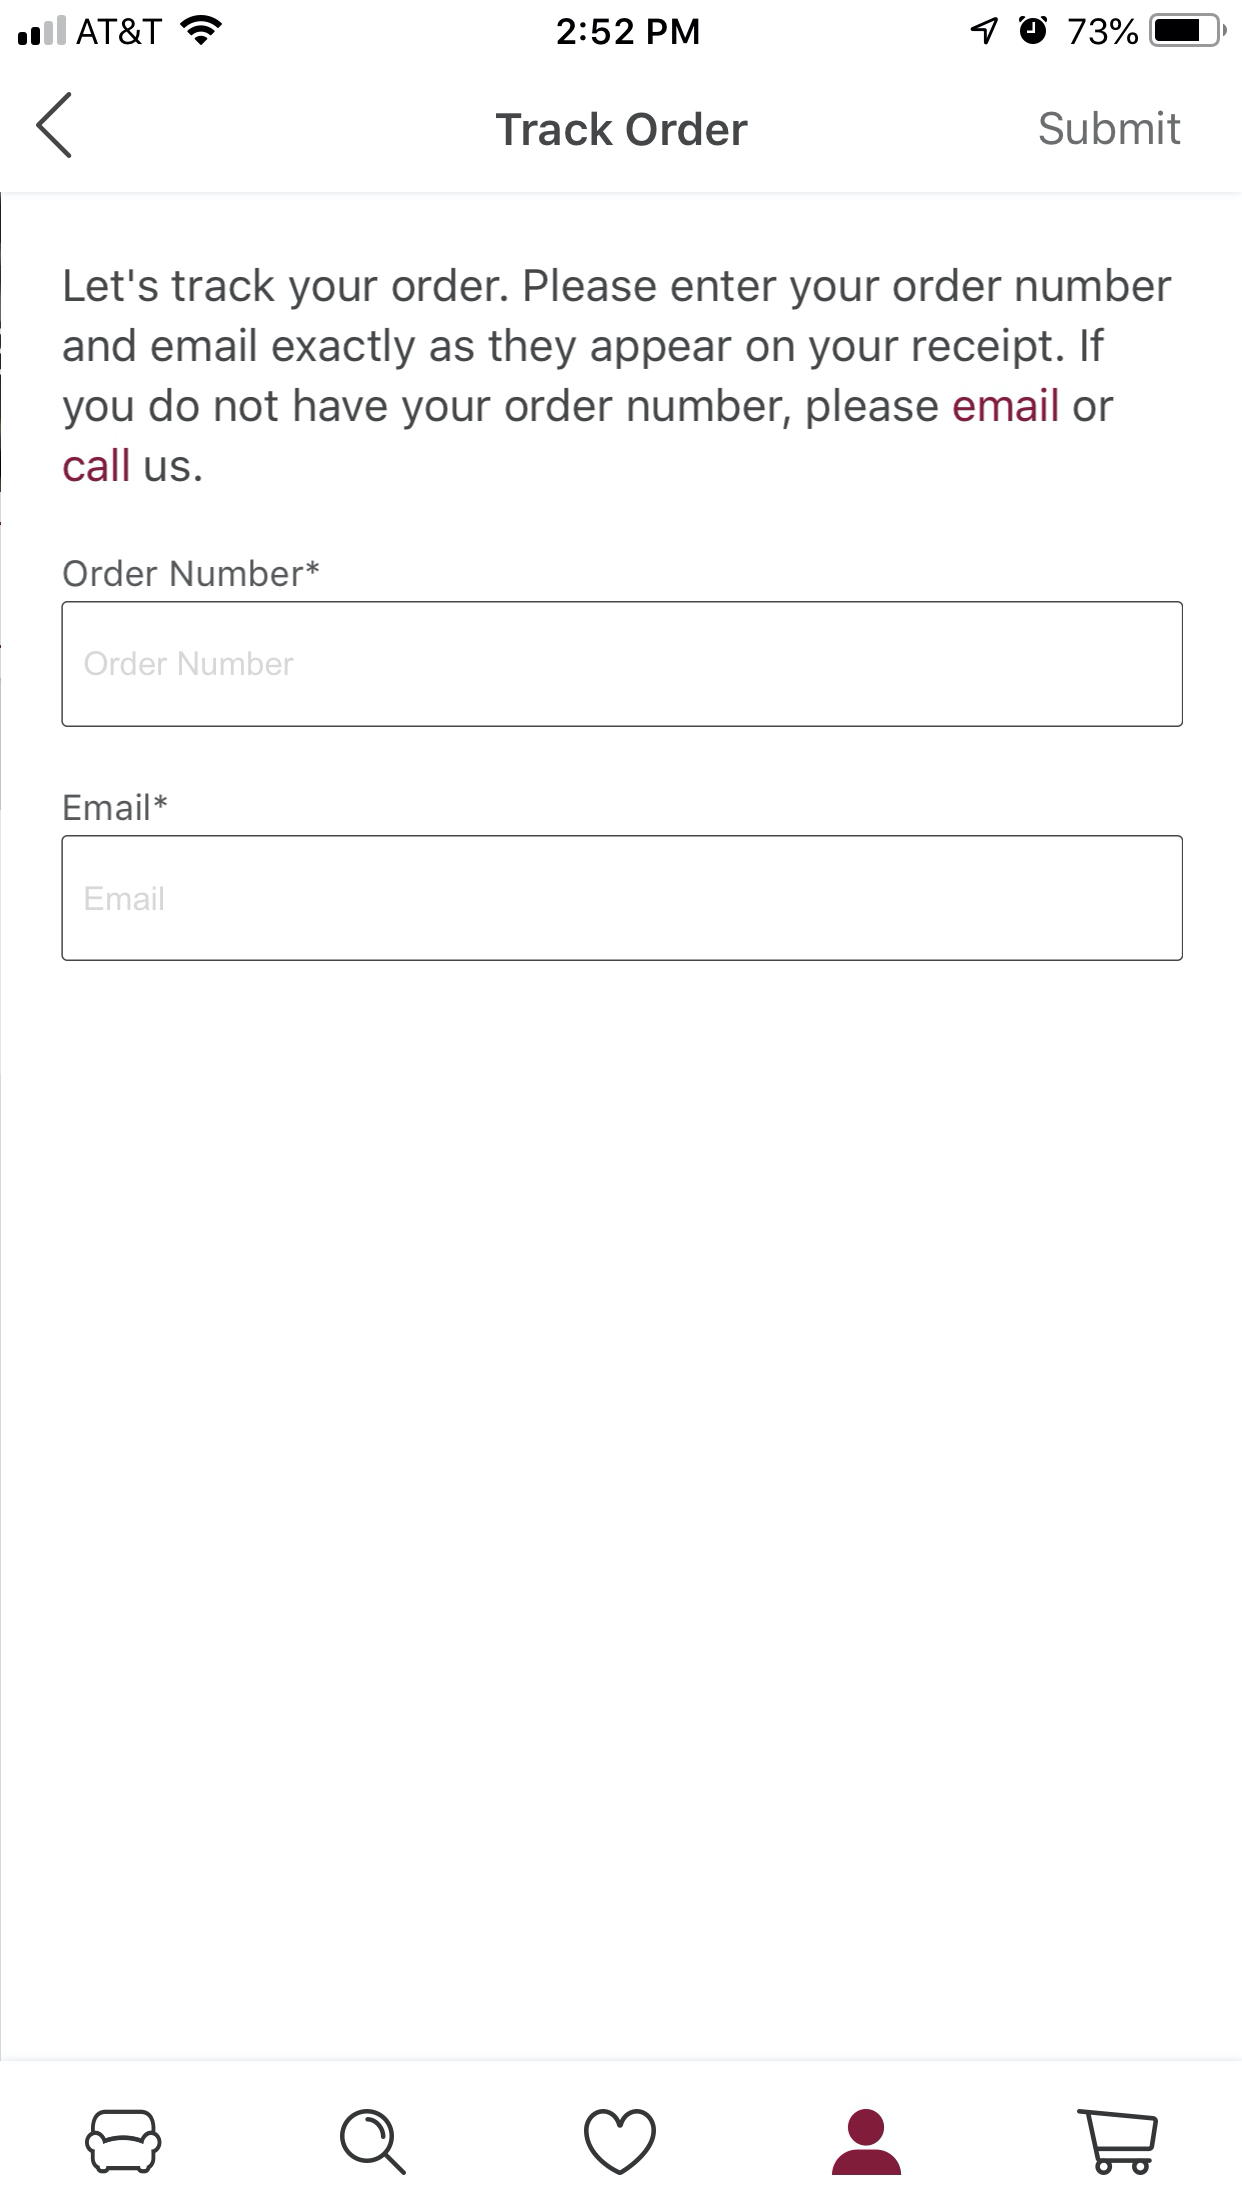 AT&T 2:52 PM 73%
Track Order Submit
Let's track your order. Please enter your order number
and email exactly as they appear on your receipt. If
you do not have your order number, please email or
call us.
Order Number*
Order Number
Email*
Email